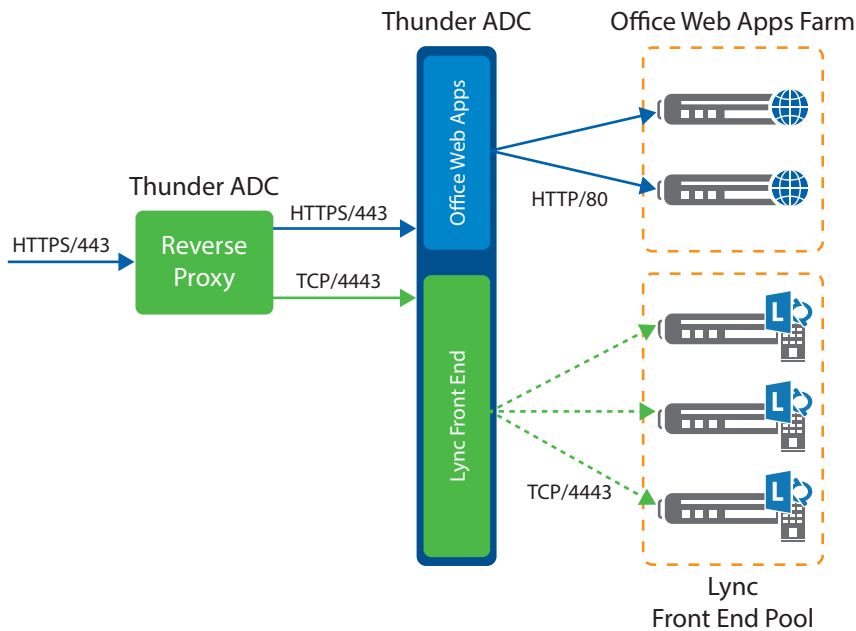 Thunder ADC
Office Web Apps Farm
Office Web Apps
HTTP/80
Thunder ADC
HTTPS/443
Reverse
Proxy
HTTPS/443
TCP/4443
Lync Front End
L
L
L
TCP/4443
Lync
Front End Pool